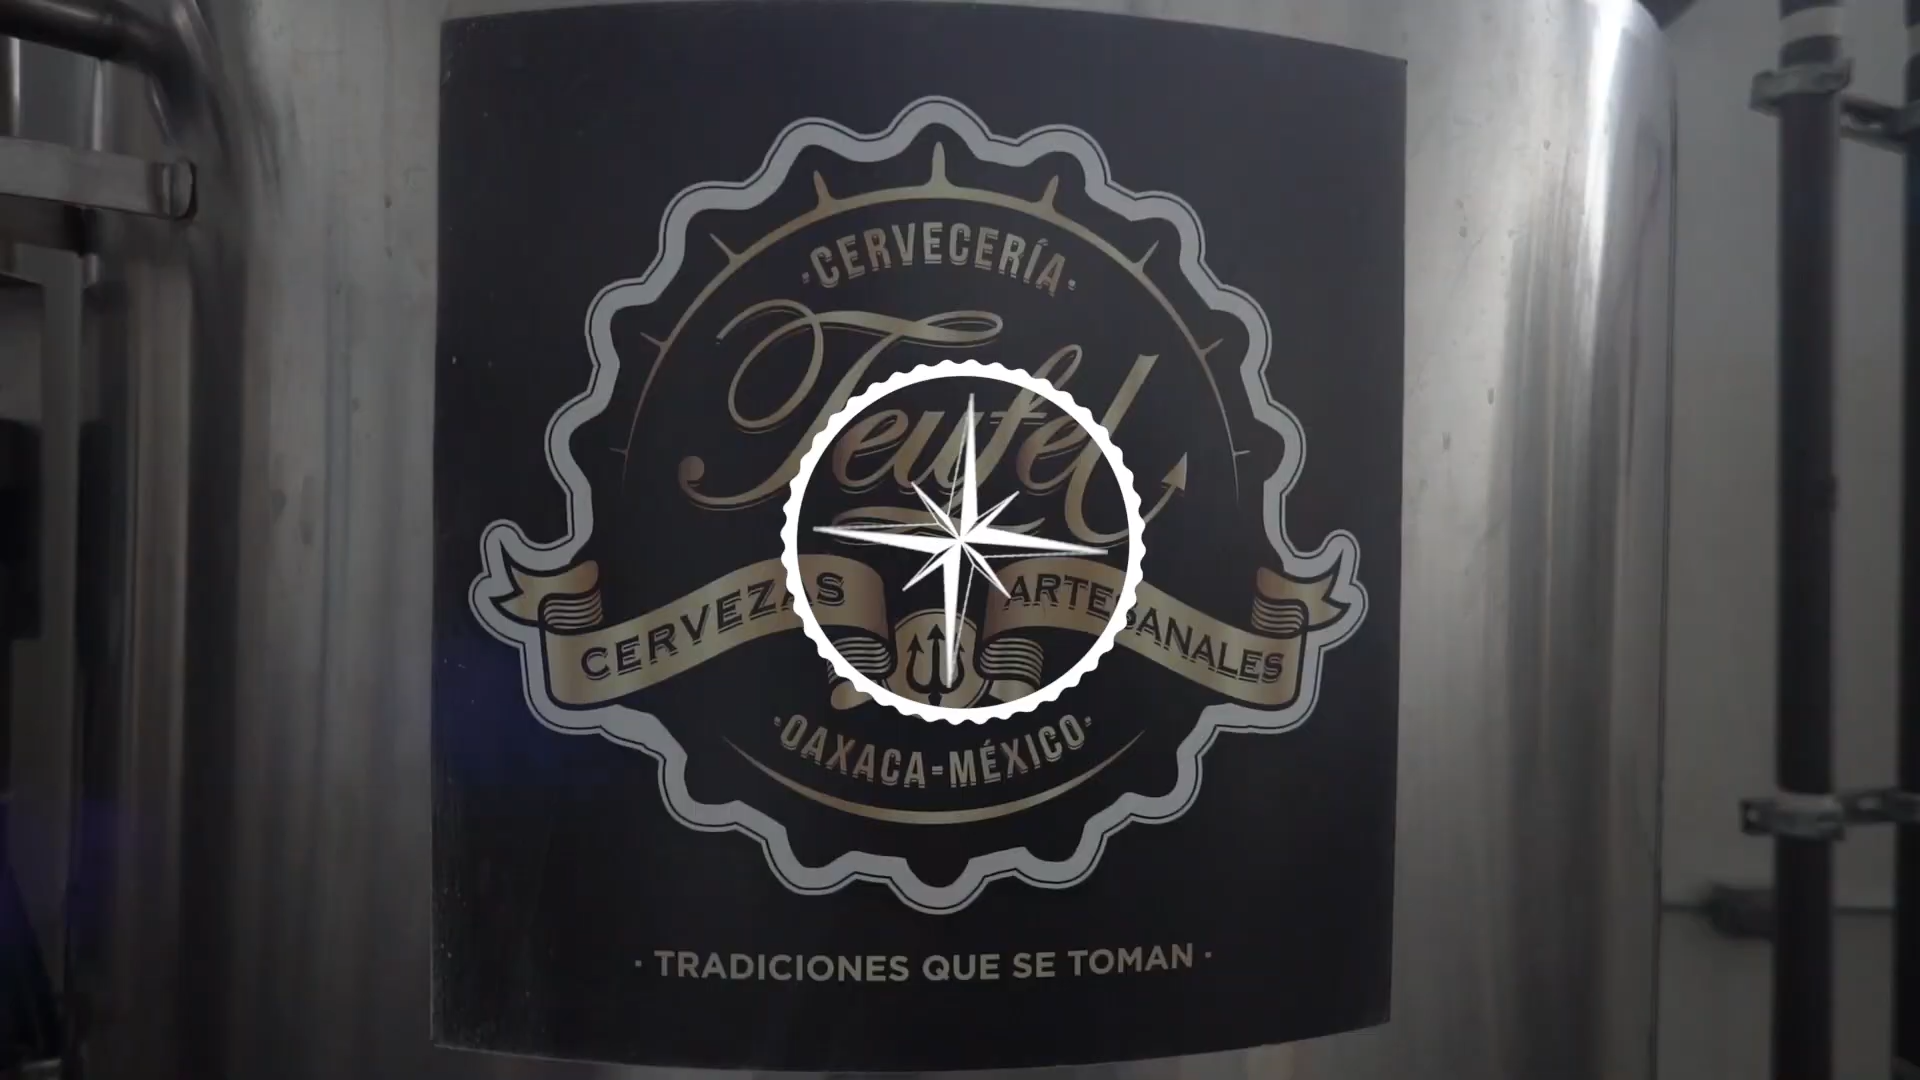 ·CERVECERÍA·
Teufel
CERVEZAS ARTESANALES
·OAXACA-MÉXICO·
· TRADICIONES QUE SE TOMAN ·